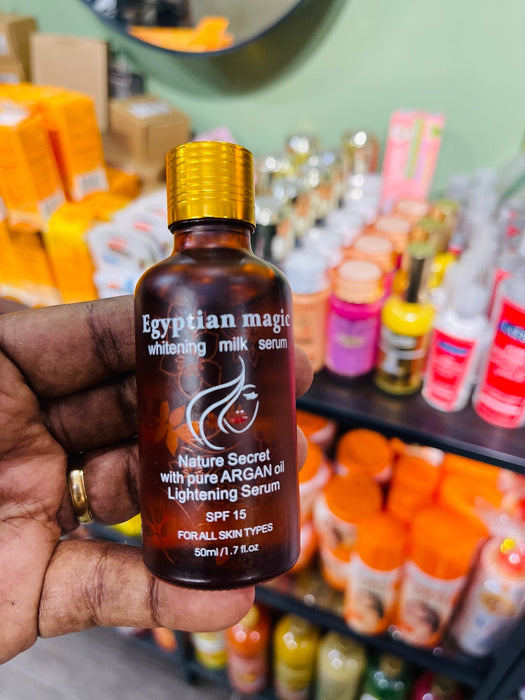 Egyptian magic
whitening milk serum
Nature Secret
with pure ARGAN oil
Lightening Serum
SPF 15
FOR ALL SKIN TYPES
50ml/1.7 fl.oz